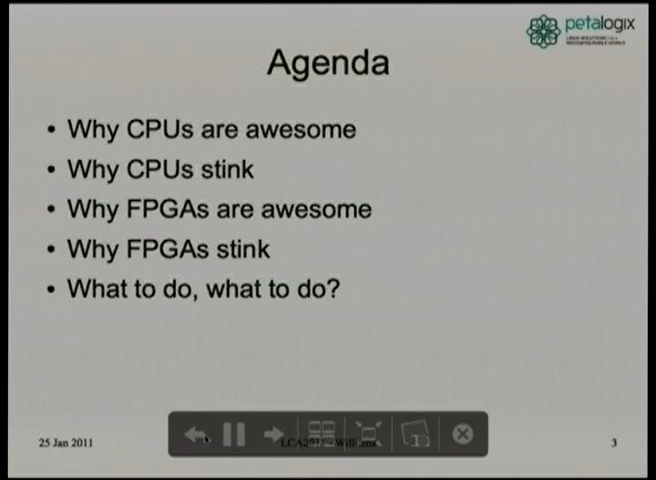 petalogix
Agenda
• Why CPUs are awesome
• Why CPUs stink
• Why FPGAs are awesome
• Why FPGAs stink
• What to do, what to do?
25 Jan 2011
3